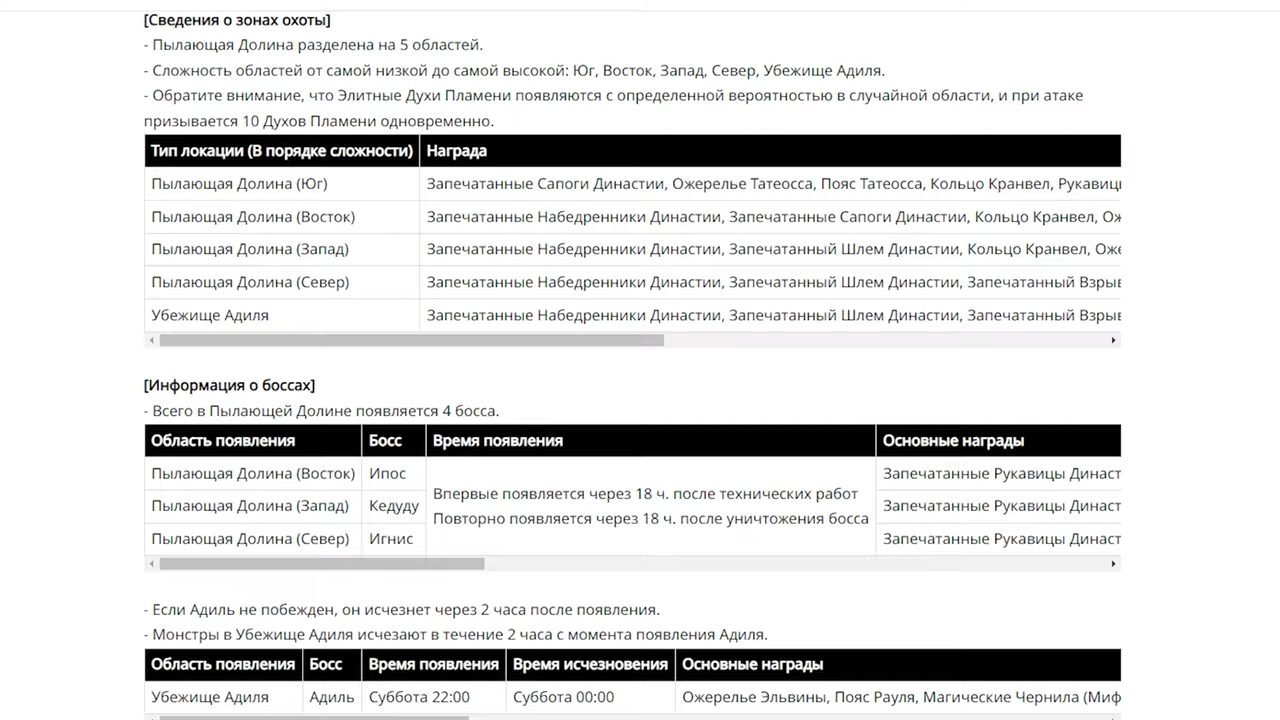 [Сведения о зонах охоты]
- Пылающая Долина разделена на 5 областей.
- Сложность областей от самой низкой до самой высокой: Юг, Восток, Запад, Север, Убежище Адиля.
- Обратите внимание, что Элитные Духи Пламени появляются с определенной вероятностью в случайной области, и при атаке
призывается 10 Духов Пламени одновременно.
Тип локации (В порядке сложности) Награда
Пылающая Долина (Юг) Запечатанные Сапоги Династии, Ожерелье Татеосса, Пояс Татеосса, Кольцо Кранвел,
Пылающая Долина (Восток) Запечатанные Набедренники Династии, Запечатанные Сапоги Династии, Кольцо Кранвел,
Пылающая Долина (Запад) Запечатанные Набедренники Династии, Запечатанный Шлем Династии, Кольцо Кранвел,
Пылающая Долина (Север) Запечатанные Набедренники Династии, Запечатанный Шлем Династии, Запечатанный
Убежище Адиля Запечатанные Набедренники Династии, Запечатанный Шлем Династии, Запечатанный
[Информация о боссах]
- Всего в Пылающей Долине появляется 4 босса.
Область появления Босс Время появления Основные награды
Пылающая Долина (Восток) Ипос Запечатанные Рукавицы Династ
Впервые появляется через 18 ч. после технических работ
Пылающая Долина (Запад) Кедуду Запечатанные Рукавицы Династ
Повторно появляется через 18 ч. после уничтожения босса
Пылающая Долина (Север) Игнис Запечатанные Рукавицы Династ
- Если Адиль не побежден, он исчезнет через 2 часа после появления.
- Монстры в Убежище Адиля исчезают в течение 2 часа с момента появления Адиля.
Область появления Босс Время появления Время исчезновения Основные награды
Убежище Адиля Адиль Суббота 22:00 Суббота 00:00 Ожерелье Эльвины, Пояс Рауля, Магические Чернила (Миф